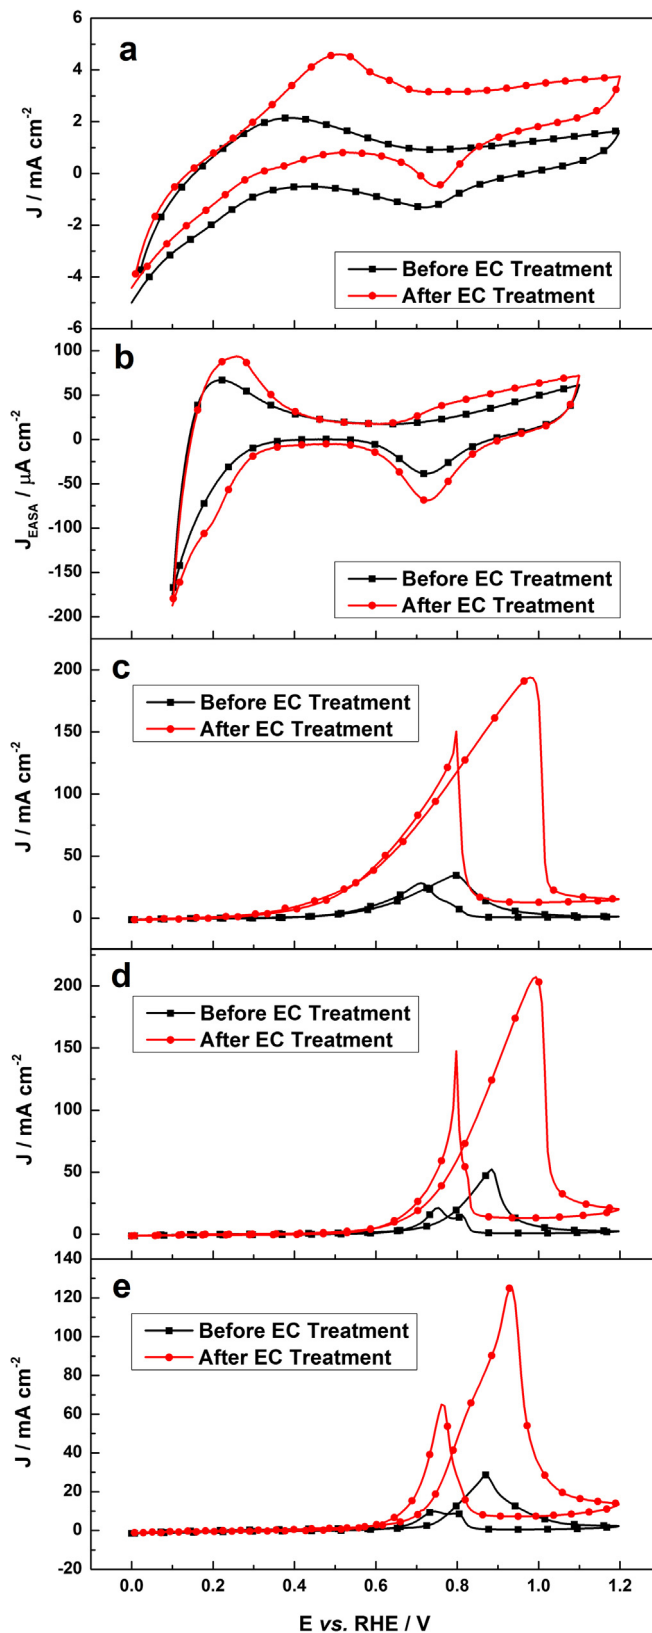 a
6
4
2
0
-2
-4
-6
J / mA cm⁻²
Before EC Treatment
After EC Treatment
b
100
50
0
-50
-100
-150
-200
J_EASA / μA cm⁻²
Before EC Treatment
After EC Treatment
c
200
150
100
50
0
J / mA cm⁻²
Before EC Treatment
After EC Treatment
d
200
150
100
50
0
J / mA cm⁻²
Before EC Treatment
After EC Treatment
e
140
120
100
80
60
40
20
0
-20
J / mA cm⁻²
Before EC Treatment
After EC Treatment
0.0 0.2 0.4 0.6 0.8 1.0 1.2
E vs. RHE / V